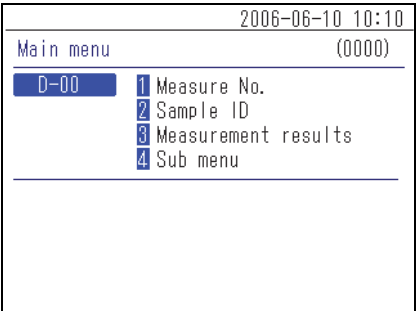 2006-06-10 10:10
Main menu (0000)
D-00 1 Measure No.
2 Sample ID
3 Measurement results
4 Sub menu